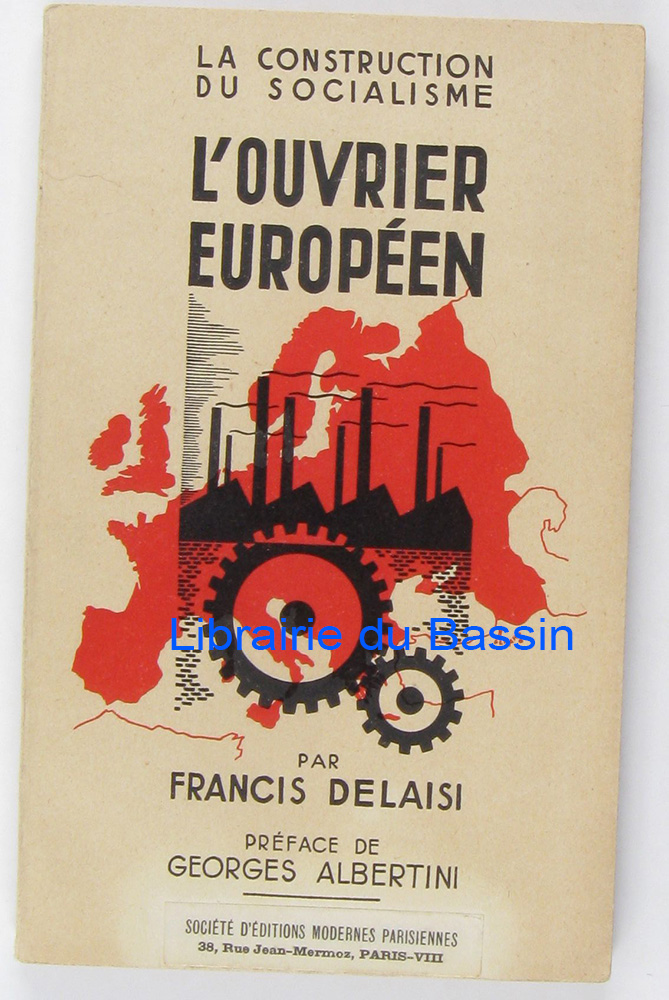 LA CONSTRUCTION
DU SOCIALISME
L'OUVRIER
EUROPÉEN
Librairie du Bassin
PAR
FRANCIS DELAISI
PRÉFACE DE
GEORGES ALBERTINI
SOCIÉTÉ D'ÉDITIONS MODERNES PARISIENNES
38, Rue Jean-Mermoz, PARIS-VIII